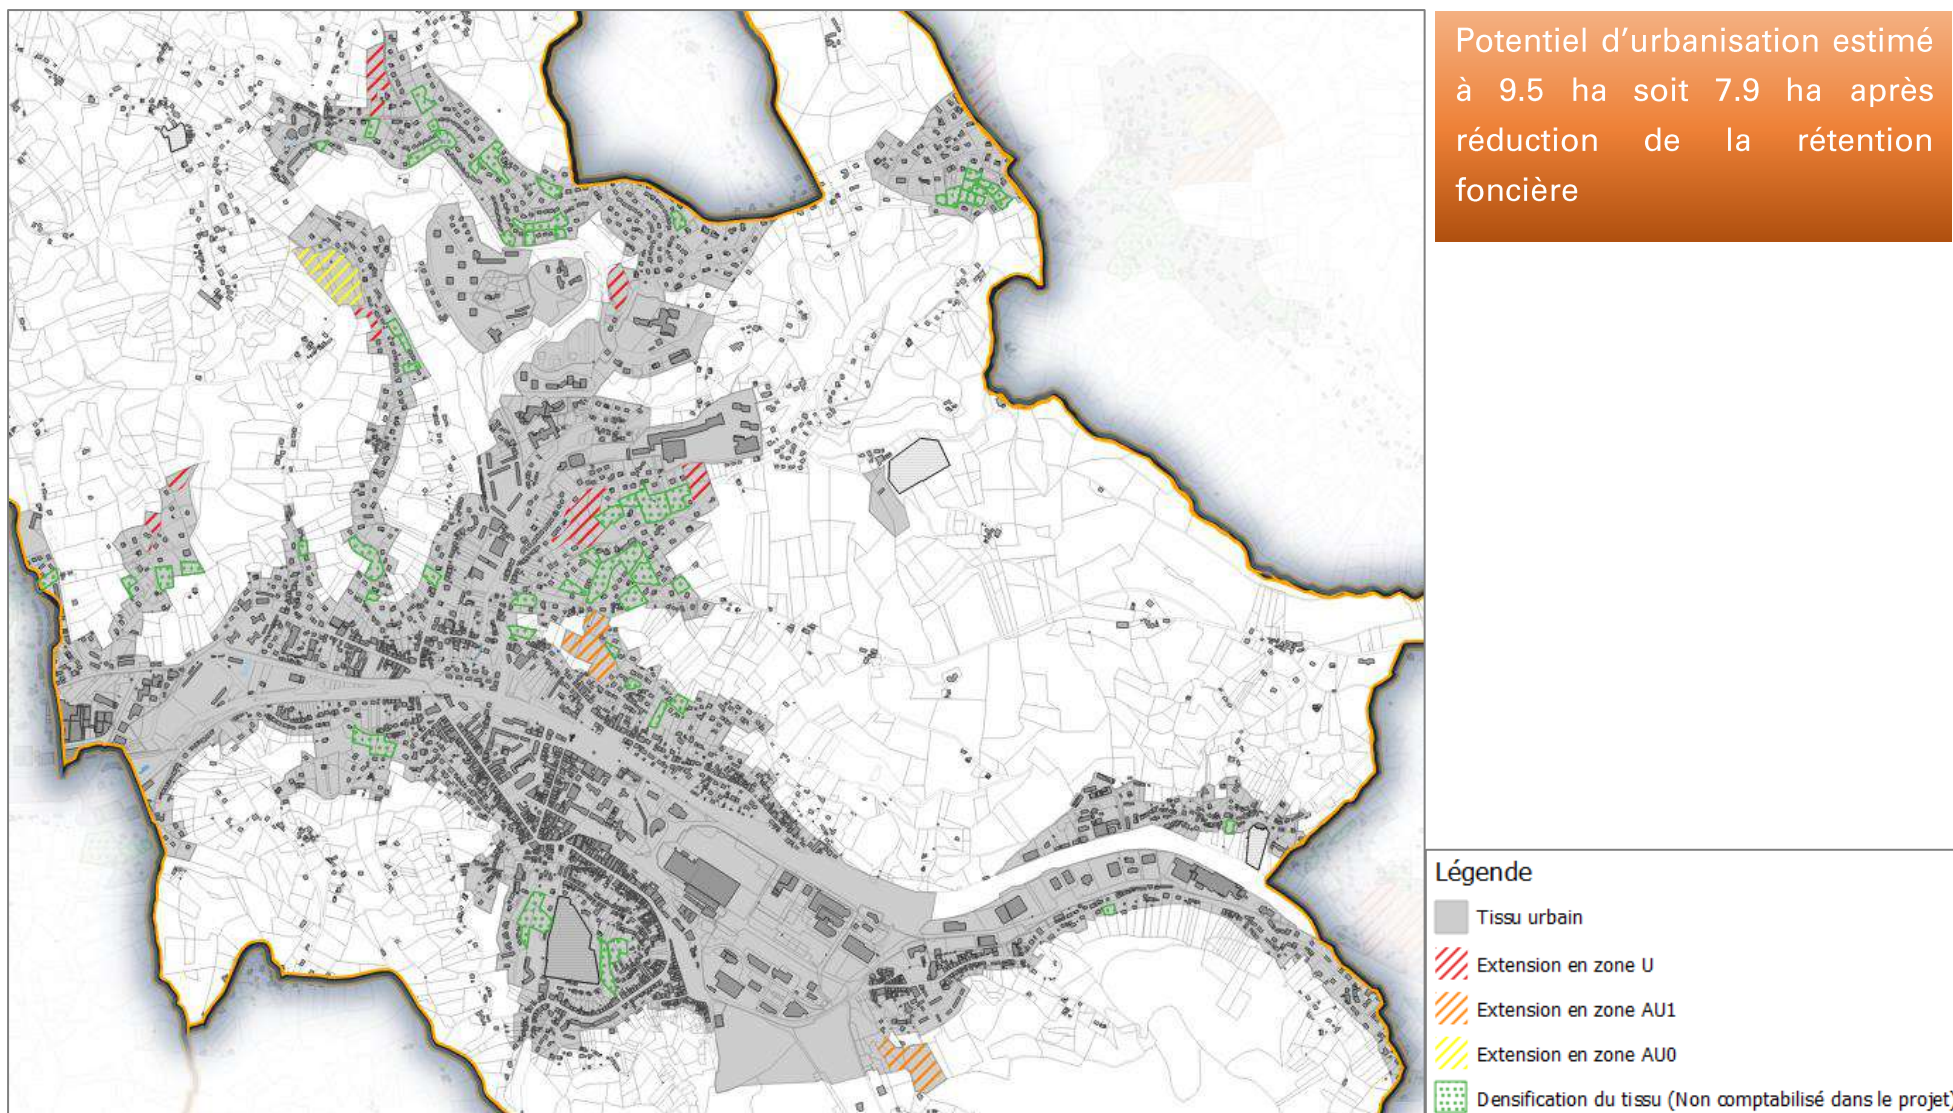 Potentiel d’urbanisation estimé
à 9.5 ha soit 7.9 ha après
réduction de la rétention
foncière
Légende
Tissu urbain
Extension en zone U
Extension en zone AU1
Extension en zone AU0
Densification du tissu (Non comptabilisé dans le projet)